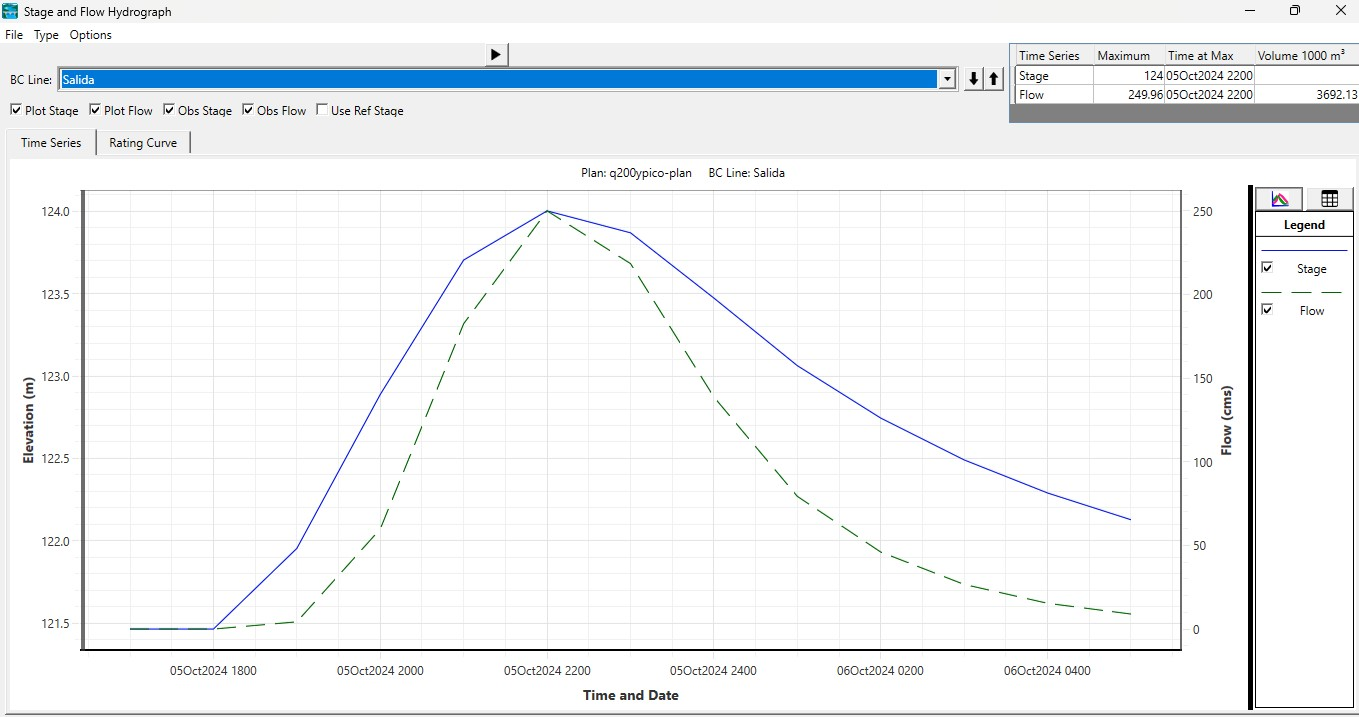 Stage and Flow Hydrograph
File Type Options
BC Line: Salida
Plot Stage Plot Flow Obs Stage Obs Flow Use Ref Stage
Time Series Maximum Time at Max Volume 1000 m³
Stage 124 05Oct2024 2200
Flow 249.96 05Oct2024 2200 3692.13
Time Series Rating Curve
Plan: q200ypico-plan BC Line: Salida
Elevation (m)
124.0
123.5
123.0
122.5
122.0
121.5
250
200
150
100
50
0
Flow (cms)
05Oct2024 1800 05Oct2024 2000 05Oct2024 2200 05Oct2024 2400 06Oct2024 0200 06Oct2024 0400
Time and Date
Legend
Stage
Flow